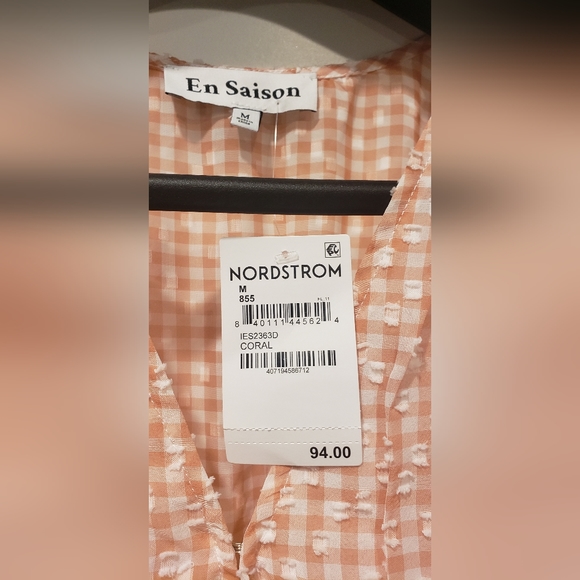 En Saison
M
NORDSTROM
M
855
8 40111 44562 4
IES2363D
CORAL
407194586712
94.00